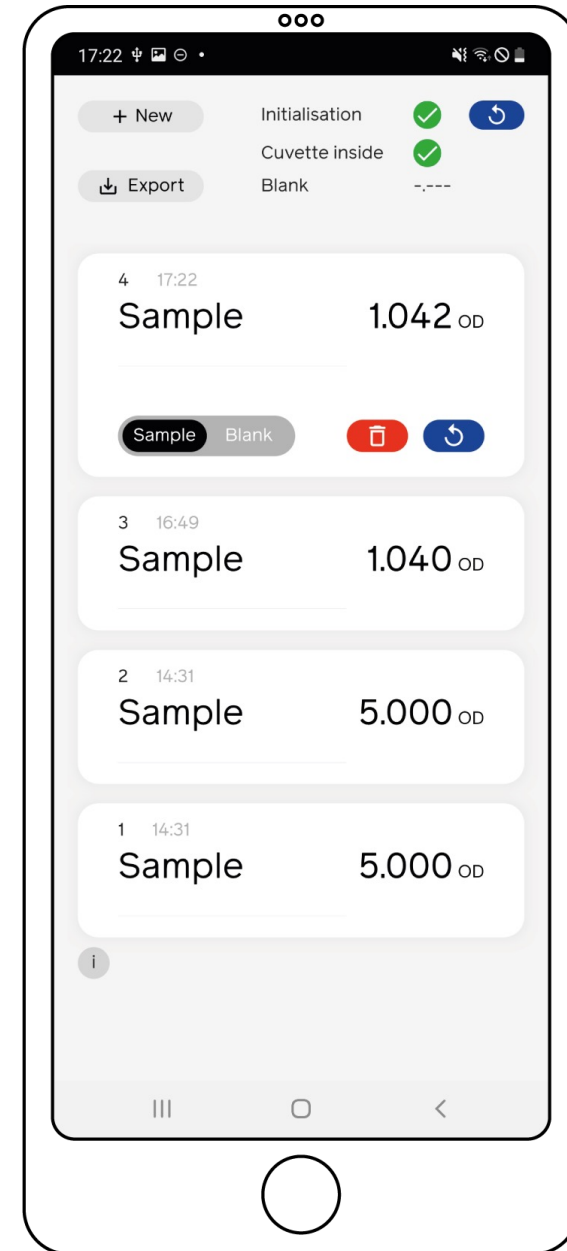 17:22
+ New
Initialisation
Cuvette inside
Export
Blank
-.---
4 17:22
Sample 1.042 OD
Sample Blank
3 16:49
Sample 1.040 OD
2 14:31
Sample 5.000 OD
1 14:31
Sample 5.000 OD
i